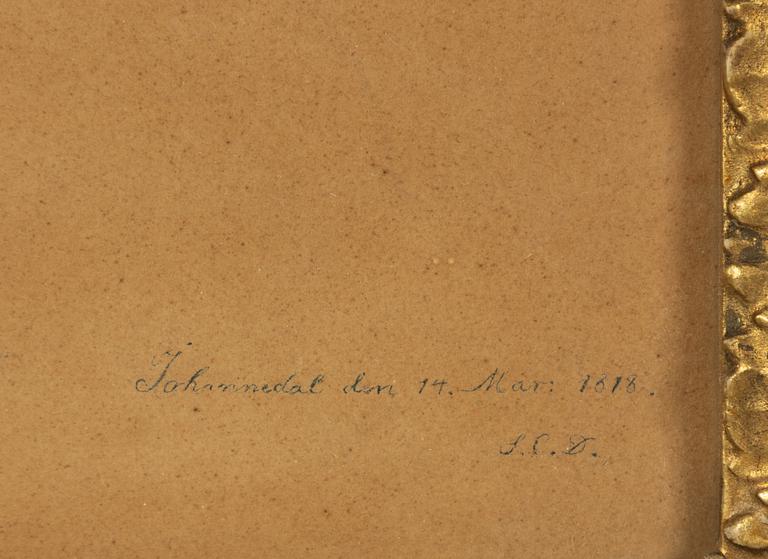 Johannedal den 14. Mar: 1818.
S. C. D.